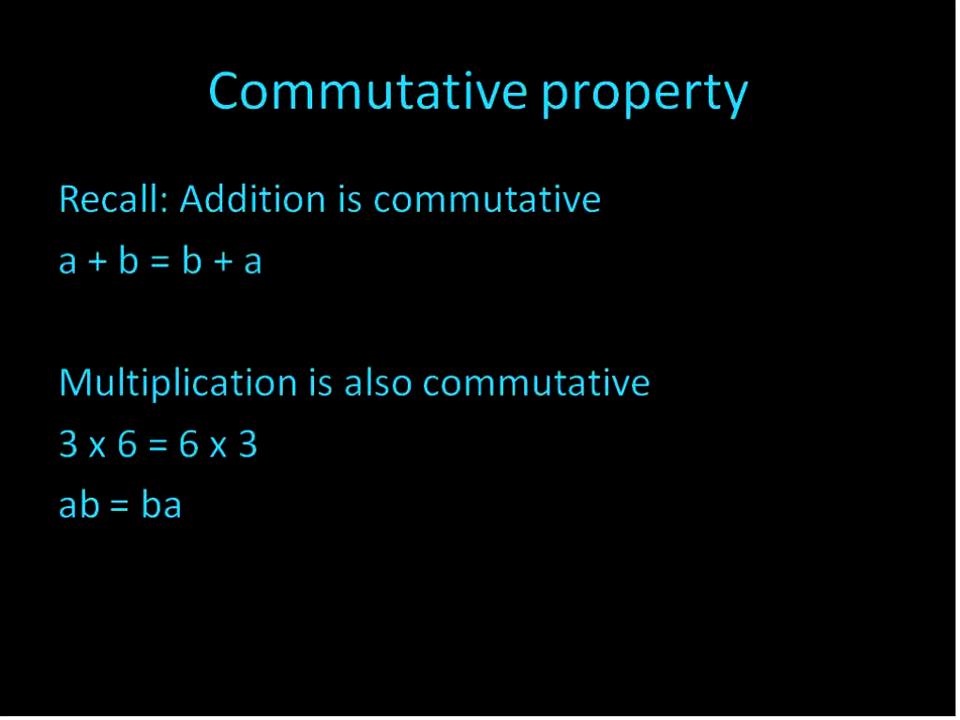 Commutative property
Recall: Addition is commutative
a + b = b + a
Multiplication is also commutative
3 x 6 = 6 x 3
ab = ba